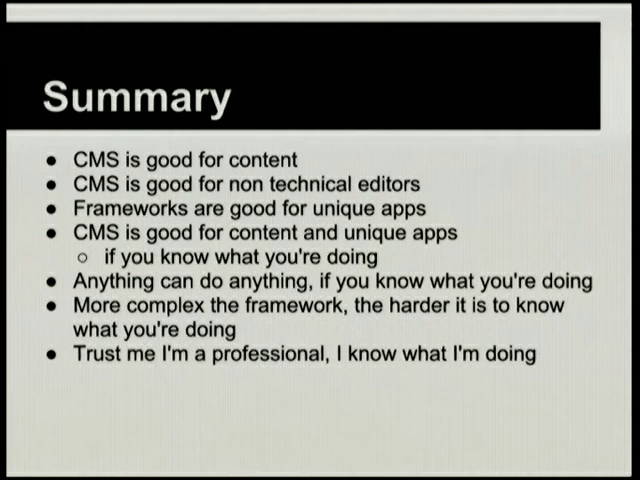 Summary
● CMS is good for content
● CMS is good for non technical editors
● Frameworks are good for unique apps
● CMS is good for content and unique apps
○ if you know what you're doing
● Anything can do anything, if you know what you're doing
● More complex the framework, the harder it is to know
what you're doing
● Trust me I'm a professional, I know what I'm doing